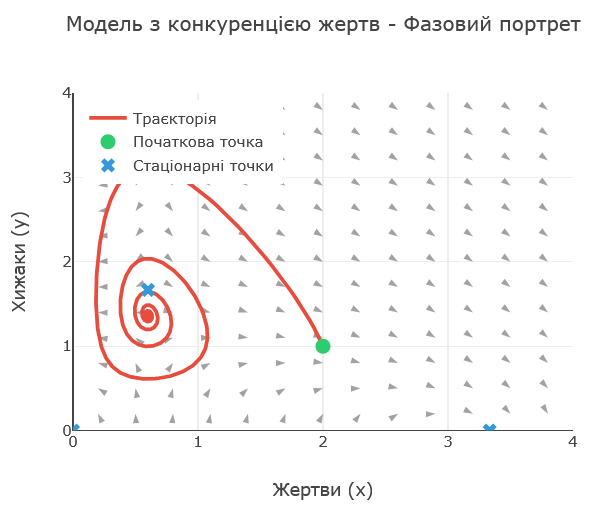 Модель з конкуренцією жертв - Фазовий портрет
4
Траєкторія
Початкова точка
Стаціонарні точки
3
2
1
0
0
1
2
3
4
Хижаки (y)
Жертви (x)